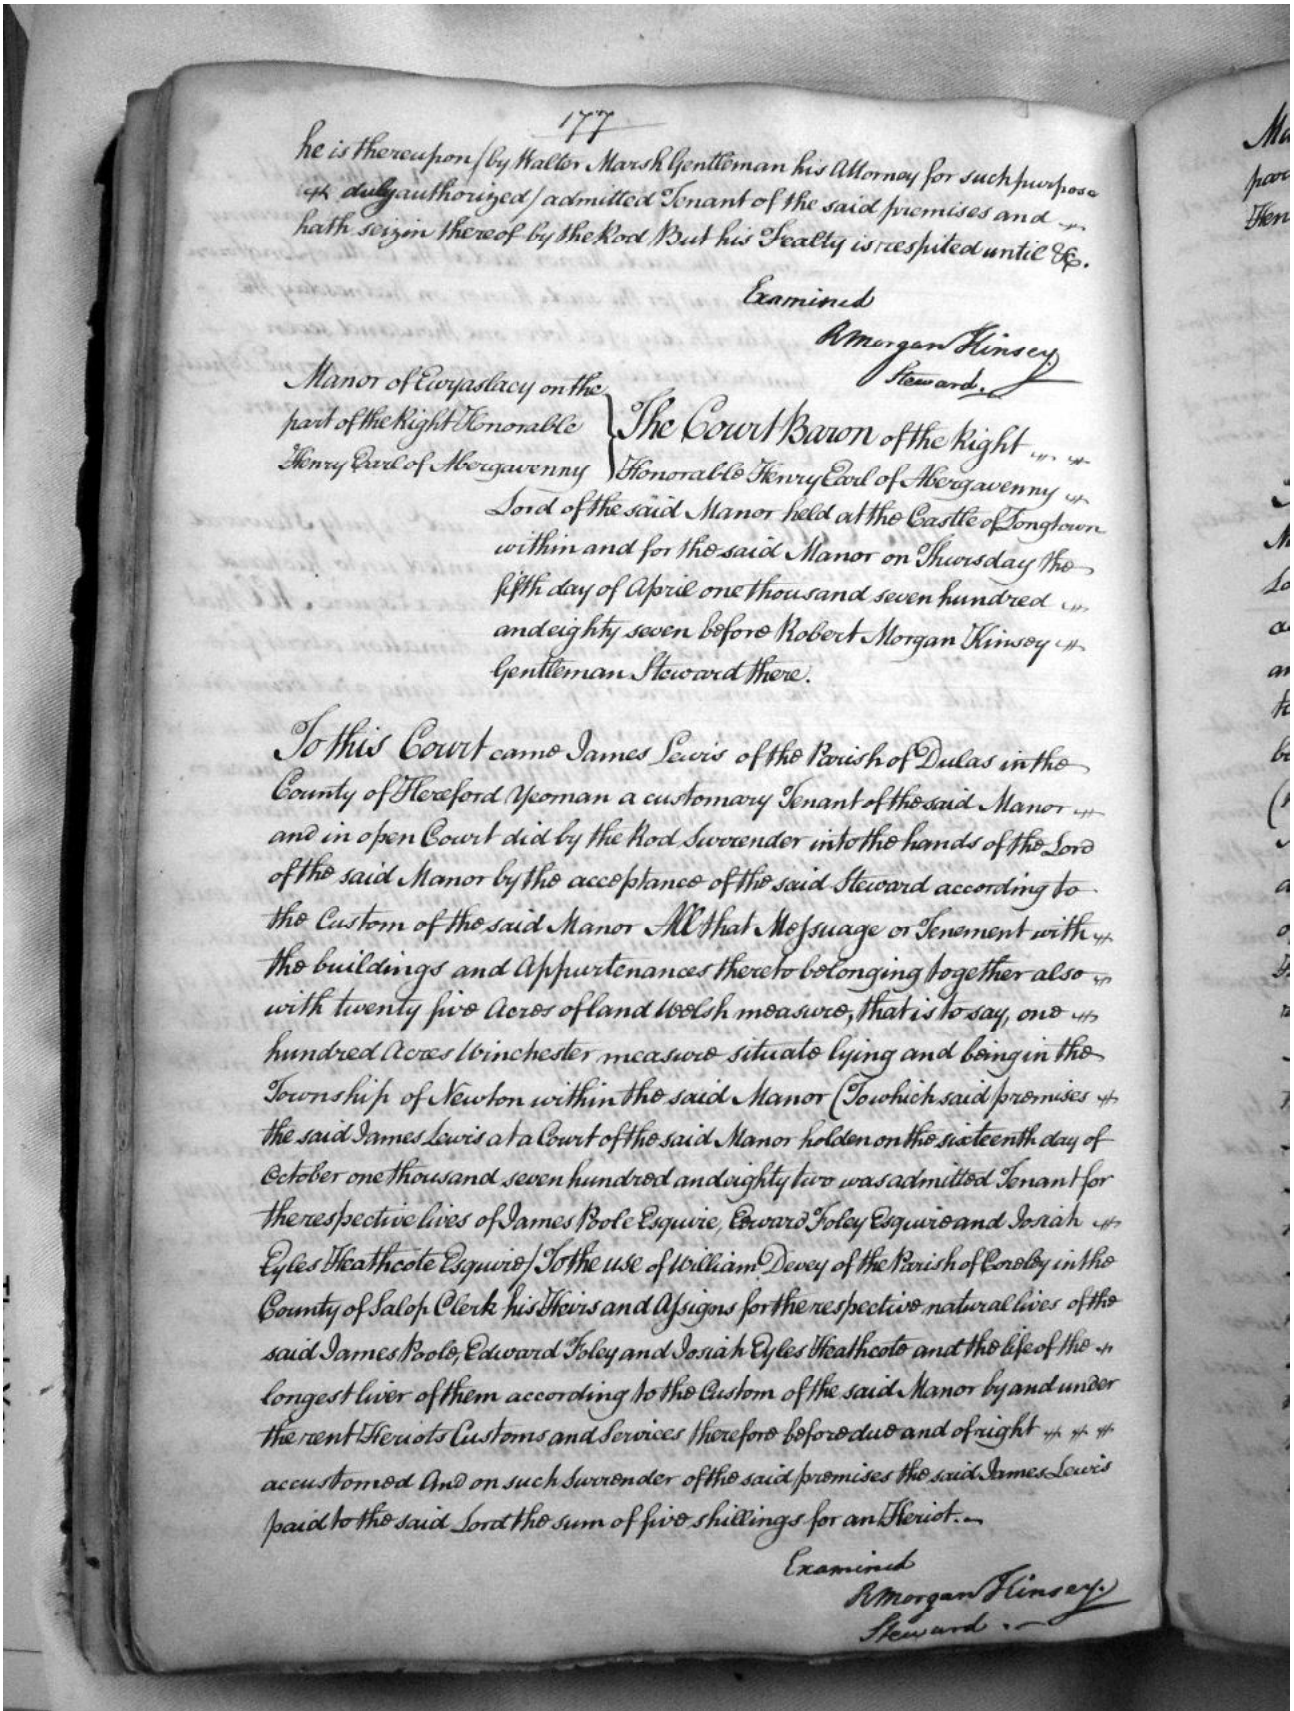 177
he is thereupon (by Walter Marsh Gentleman his Attorney for such purpose
duly authorized) admitted Tenant of the said premises and
hath seizin thereof by the Rod But his Fealty is respited until &c.
Examined
R Morgan Kinsey
Steward.
Manor of Ewyaslacy on the
part of the Right Honorable
Henry Earl of Abergavenny
The Court Baron of the Right
Honorable Henry Earl of Abergavenny
Lord of the said Manor held at the Castle of Longtown
within and for the said Manor on Thursday the
fifth day of April one thousand seven hundred
and eighty seven before Robert Morgan Kinsey
Gentleman Steward there.
To this Court came James Lewis of the Parish of Dulas in the
County of Hereford Yeoman a customary Tenant of the said Manor
and in open Court did by the Rod Surrender into the hands of the Lord
of the said Manor by the acceptance of the said Steward according to
the Custom of the said Manor All that Messuage or Tenement with
the buildings and Appurtenances thereto belonging together also
with twenty five Acres of land Welsh measure, that is to say, one
hundred Acres Winchester measure situate lying and being in the
Township of Newton within the said Manor (To which said premises
the said James Lewis at a Court of the said Manor holden on the sixteenth day of
October one thousand seven hundred and eighty two was admitted Tenant for
the respective lives of James Poole Esquire, Edward Foley Esquire and Josiah
Eyles Heathcote Esquire) To the use of William Devey of the Parish of Coreley in the
County of Salop Clerk his Heirs and Assigns for the respective natural lives of the
said James Poole, Edward Foley and Josiah Eyles Heathcote and the life of the
longest liver of them according to the Custom of the said Manor by and under
the rent Heriots Customs and Services therefore before due and of right
accustomed And on such Surrender of the said premises the said James Lewis
paid to the said Lord the sum of five shillings for an Heriot.
Examined
R Morgan Kinsey.
Steward.